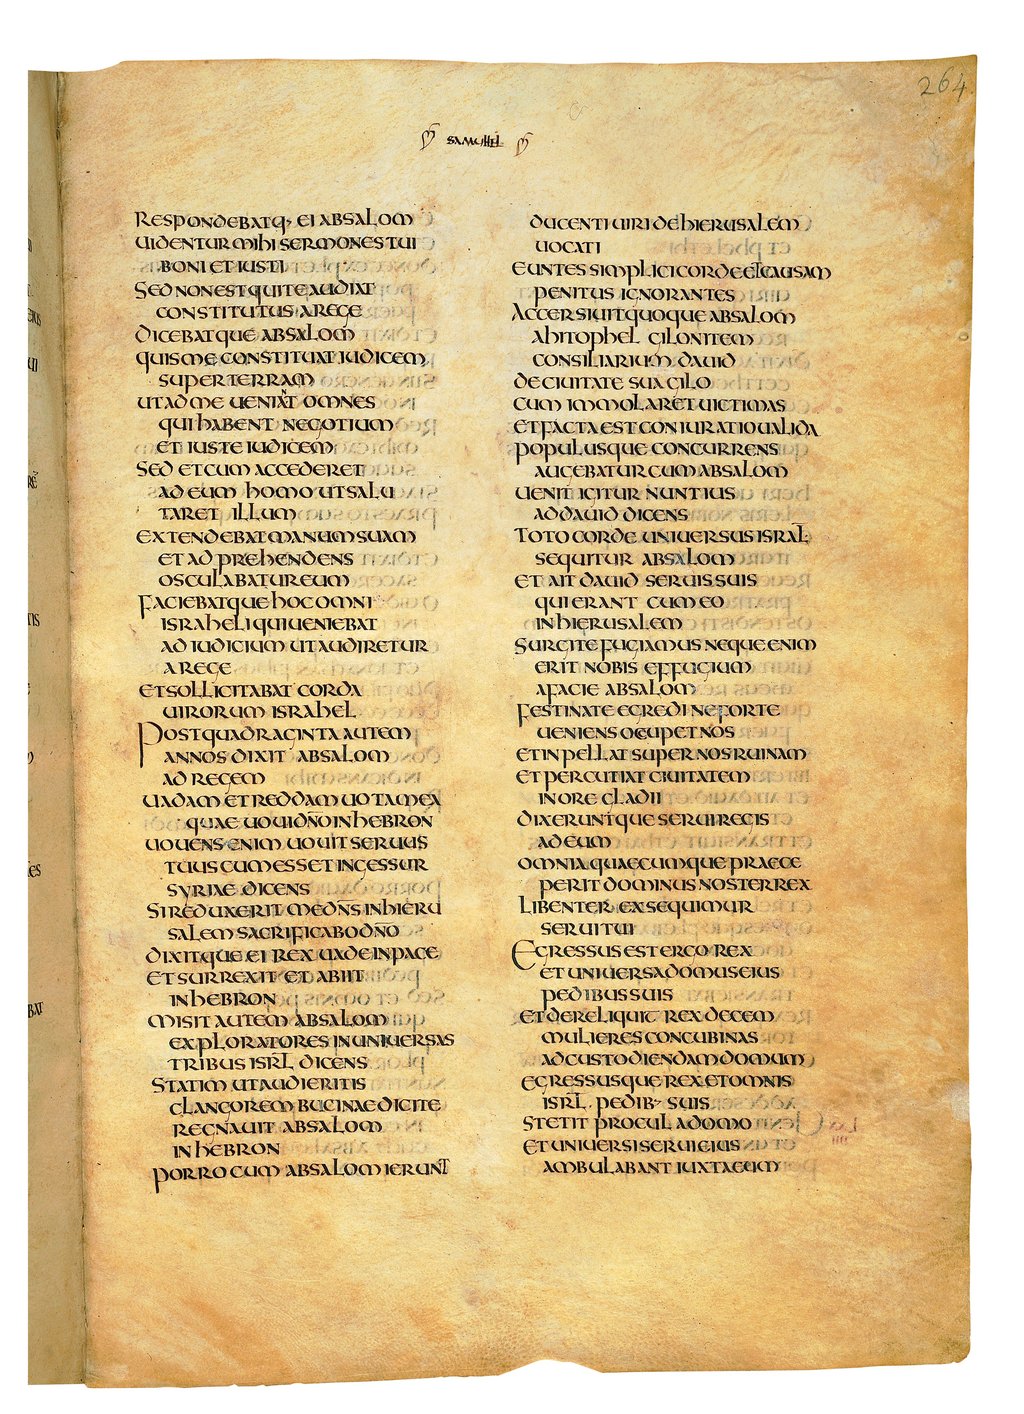 264
SAMUHEL
RESPONDEBATQ, EI ABSALOM
UIDENTUR MIHI SERMONES TUI
BONI ET IUSTI
SED NON EST QUI TE AUDIAT
CONSTITUTUS A REGE
DICEBATQUE ABSALOM
QUIS ME CONSTITUAT IUDICEM
SUPER TERRAM
UT AD ME UENIAT OMNES
QUI HABENT NEGOTIUM
ET IUSTE IUDICEM
SED ET CUM ACCEDERET
AD EUM HOMO UT SALU
TARET ILLUM
EXTENDEBAT MANUM SUAM
ET ADPREHENDENS
OSCULABATUR EUM
FACIEBATQUE HOC OMNI
ISRAHELI QUI UENIEBAT
AD IUDICIUM UT AUDIRETUR
A REGE
ET SOLLICITABAT CORDA
UIRORUM ISRAHEL
POST QUADRAGINTA AUTEM
ANNOS DIXIT ABSALOM
AD REGEM
UADAM ET REDDAM UOTA MEA
QUAE UOUI DÑO IN HEBRON
UOUENS ENIM UOUIT SERUUS
TUUS CUM ESSET IN GESSUR
SYRIAE DICENS
SI REDUXERIT ME DÑS IN HIERU
SALEM SACRIFICABO DÑO
DIXITQUE EI REX UADE IN PACE
ET SURREXIT ET ABIIT
IN HEBRON
MISIT AUTEM ABSALOM
EXPLORATORES IN UNIUERSAS
TRIBUS ISRL̄ DICENS
STATIM UT AUDIERITIS
CLANGOREM BUCINAE DICITE
REGNAUIT ABSALOM
IN HEBRON
PORRO CUM ABSALOM IERUNT
DUCENTI UIRI DE HIERUSALEM
UOCATI
EUNTES SIMPLICI CORDE ET CAUSAM
PENITUS IGNORANTES
ACCERSIUIT QUOQUE ABSALOM
AHITOPHEL GILONITEM
CONSILIARIUM DAUID
DE CIUITATE SUA GILO
CUM IMMOLARET UICTIMAS
ET FACTA EST CONIURATIO UALIDA
POPULUSQUE CONCURRENS
AUGEBATUR CUM ABSALOM
UENIT IGITUR NUNTIUS
AD DAUID DICENS
TOTO CORDE UNIUERSUS ISRAL̄
SEQUITUR ABSALOM
ET AIT DAUID SERUIS SUIS
QUI ERANT CUM EO
IN HIERUSALEM
SURGITE FUGIAMUS NEQUE ENIM
ERIT NOBIS EFFUGIUM
A FACIE ABSALOM
FESTINATE EGREDI NE FORTE
UENIENS OCUPET NOS
ET INPELLAT SUPER NOS RUINAM
ET PERCUTIAT CIUITATEM
IN ORE GLADII
DIXERUNTQUE SERUI REGIS
AD EUM
OMNIA QUAECUMQUE PRAECE
PERIT DOMINUS NOSTER REX
LIBENTER EXSEQUIMUR
SERUI TUI
EGRESSUS EST ERGO REX
ET UNIUERSA DOMUS EIUS
PEDIBUS SUIS
ET DERELIQUIT REX DECEM
MULIERES CONCUBINAS
AD CUSTODIENDAM DOMUM
EGRESSUSQUE REX ET OMNIS
ISRL̄ PEDIB, SUIS
STETIT PROCUL A DOMO
ET UNIUERSI SERUI EIUS
AMBULABANT IUXTA EUM